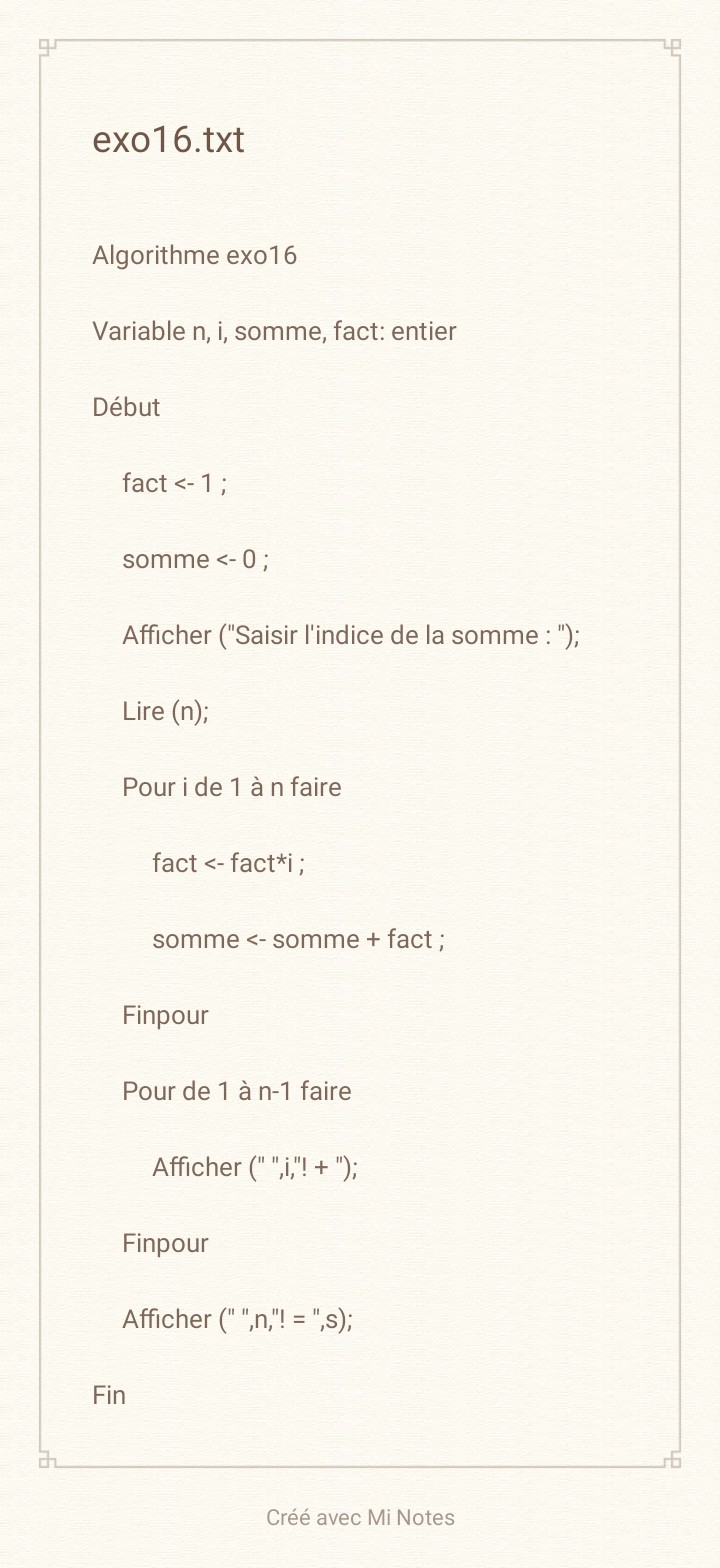 exo16.txt
Algorithme exo16
Variable n, i, somme, fact: entier
Début
fact <- 1 ;
somme <- 0 ;
Afficher ("Saisir l'indice de la somme : ");
Lire (n);
Pour i de 1 à n faire
fact <- fact*i ;
somme <- somme + fact ;
Finpour
Pour de 1 à n-1 faire
Afficher (" ",i,"! + ");
Finpour
Afficher (" ",n,"! = ",s);
Fin
Créé avec Mi Notes